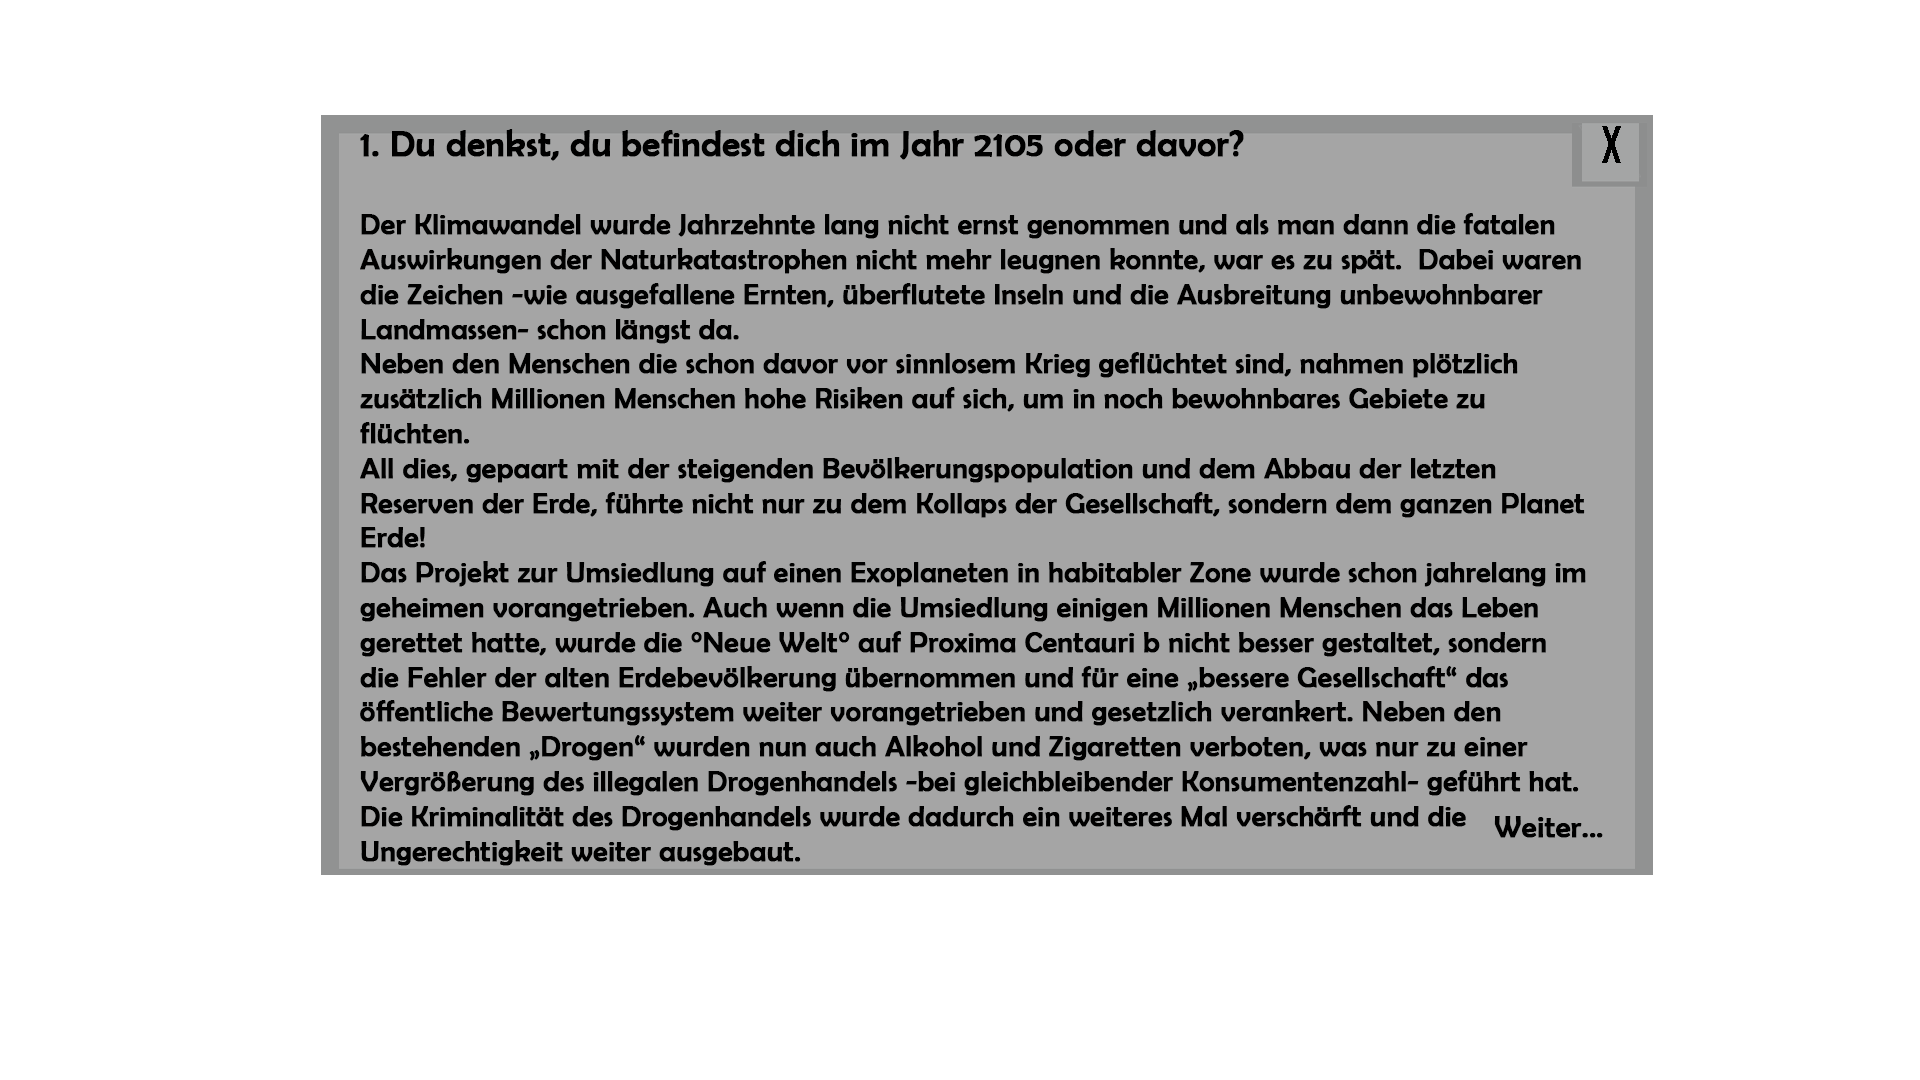 1. Du denkst, du befindest dich im Jahr 2105 oder davor?
X
Der Klimawandel wurde Jahrzehnte lang nicht ernst genommen und als man dann die fatalen
Auswirkungen der Naturkatastrophen nicht mehr leugnen konnte, war es zu spät.  Dabei waren
die Zeichen -wie ausgefallene Ernten, überflutete Inseln und die Ausbreitung unbewohnbarer
Landmassen- schon längst da.
Neben den Menschen die schon davor vor sinnlosem Krieg geflüchtet sind, nahmen plötzlich
zusätzlich Millionen Menschen hohe Risiken auf sich, um in noch bewohnbares Gebiete zu
flüchten.
All dies, gepaart mit der steigenden Bevölkerungspopulation und dem Abbau der letzten
Reserven der Erde, führte nicht nur zu dem Kollaps der Gesellschaft, sondern dem ganzen Planet
Erde!
Das Projekt zur Umsiedlung auf einen Exoplaneten in habitabler Zone wurde schon jahrelang im
geheimen vorangetrieben. Auch wenn die Umsiedlung einigen Millionen Menschen das Leben
gerettet hatte, wurde die °Neue Welt° auf Proxima Centauri b nicht besser gestaltet, sondern
die Fehler der alten Erdebevölkerung übernommen und für eine „bessere Gesellschaft“ das
öffentliche Bewertungssystem weiter vorangetrieben und gesetzlich verankert. Neben den
bestehenden „Drogen“ wurden nun auch Alkohol und Zigaretten verboten, was nur zu einer
Vergrößerung des illegalen Drogenhandels -bei gleichbleibender Konsumentenzahl- geführt hat.
Die Kriminalität des Drogenhandels wurde dadurch ein weiteres Mal verschärft und die
Ungerechtigkeit weiter ausgebaut.
Weiter...